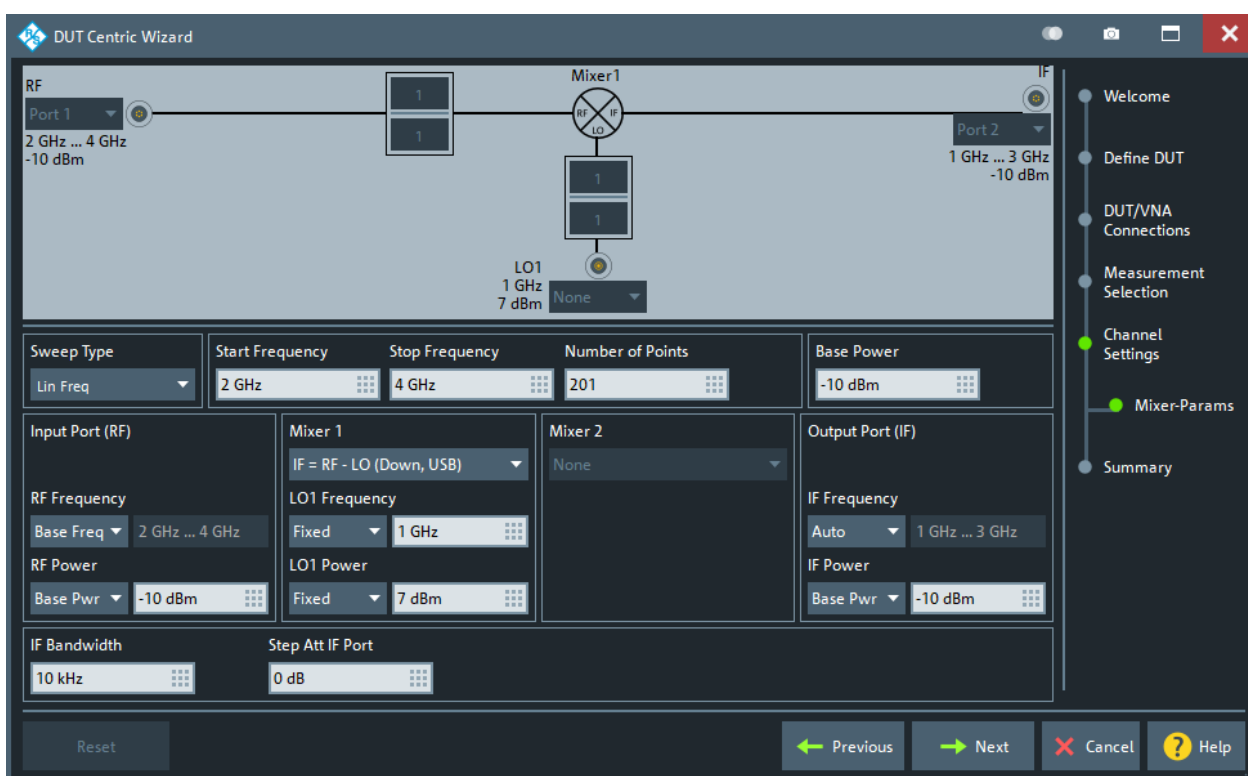 DUT Centric Wizard
RF
Port 1
2 GHz ... 4 GHz
-10 dBm
1
1
Mixer1
RF IF
LO
1
1
LO1
1 GHz
7 dBm
None
IF
Port 2
1 GHz ... 3 GHz
-10 dBm
Sweep Type
Lin Freq
Start Frequency
2 GHz
Stop Frequency
4 GHz
Number of Points
201
Base Power
-10 dBm
Input Port (RF)
RF Frequency
Base Freq
2 GHz ... 4 GHz
RF Power
Base Pwr
-10 dBm
Mixer 1
IF = RF - LO (Down, USB)
LO1 Frequency
Fixed
1 GHz
LO1 Power
Fixed
7 dBm
Mixer 2
None
Output Port (IF)
IF Frequency
Auto
1 GHz ... 3 GHz
IF Power
Base Pwr
-10 dBm
IF Bandwidth
10 kHz
Step Att IF Port
0 dB
Welcome
Define DUT
DUT/VNA
Connections
Measurement
Selection
Channel
Settings
Mixer-Params
Summary
Reset
Previous
Next
Cancel
? Help